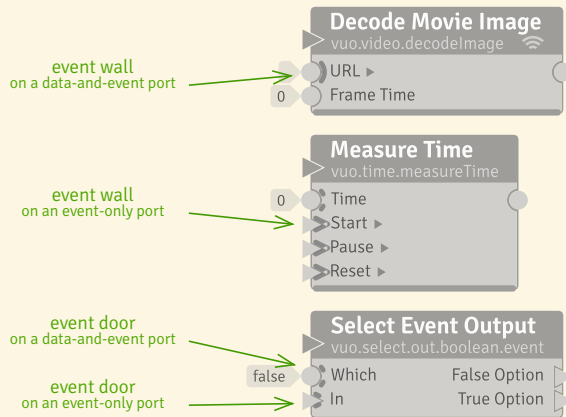 Decode Movie Image
vuo.video.decodeImage
event wall
on a data-and-event port
URL
0 Frame Time
Measure Time
vuo.time.measureTime
event wall
on an event-only port
0 Time
Start
Pause
Reset
Select Event Output
vuo.select.out.boolean.event
event door
on a data-and-event port
false Which False Option
event door
on an event-only port
In True Option